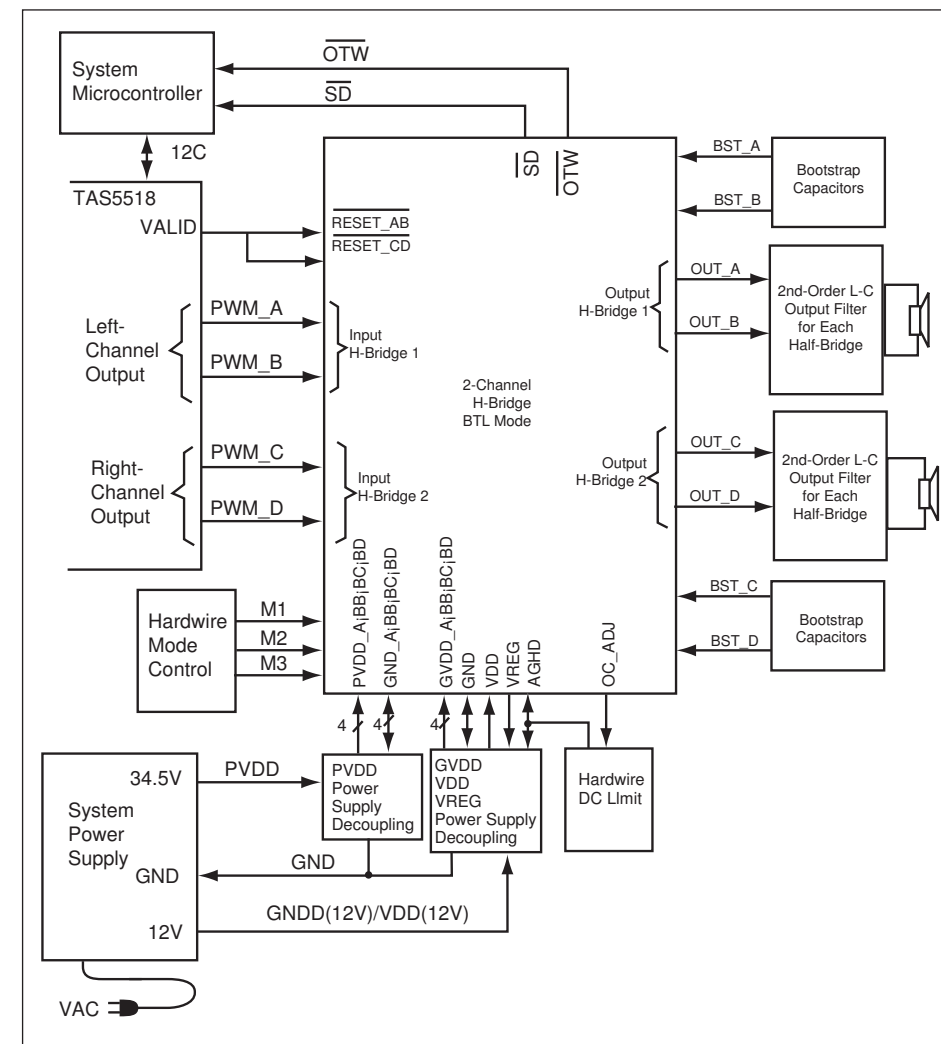 OTW
SD
System
Microcontroller
12C
TAS5518
VALID
RESET_AB
RESET_CD
SD
OTW
BST_A
BST_B
Bootstrap
Capacitors
Left-
Channel
Output
PWM_A
PWM_B
Input
H-Bridge 1
Output
H-Bridge 1
OUT_A
OUT_B
2nd-Order L-C
Output Filter
for Each
Half-Bridge
2-Channel
H-Bridge
BTL Mode
Right-
Channel
Output
PWM_C
PWM_D
Input
H-Bridge 2
Output
H-Bridge 2
OUT_C
OUT_D
2nd-Order L-C
Output Filter
for Each
Half-Bridge
Hardwire
Mode
Control
M1
M2
M3
PVDD_A¡BB¡BC¡BD
GND_A¡BB¡BC¡BD
GVDD_A¡BB¡BC¡BD
GND
VDD
VREG
AGHD
OC_ADJ
BST_C
BST_D
Bootstrap
Capacitors
4
4
4
34.5V
System
Power
Supply
GND
12V
PVDD
PVDD
Power
Supply
Decoupling
GVDD
VDD
VREG
Power Supply
Decoupling
Hardwire
DC LImit
GND
GNDD(12V)/VDD(12V)
VAC